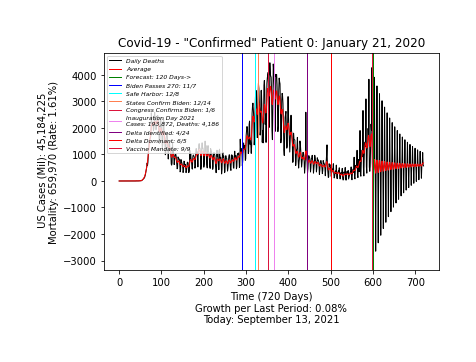 Covid-19 - "Confirmed" Patient 0: January 21, 2020
US Cases (Mil): 45,184,225
Mortality: 659,970 (Rate: 1.61%)
4000
3000
2000
1000
0
−1000
−2000
−3000
Daily Deaths
Average
Forecast: 120 Days->
Biden Passes 270: 11/7
Safe Harbor: 12/8
States Confirm Biden: 12/14
Congress Confirms Biden: 1/6
Inaugurational Day 2021
Cases: 193,872, Deaths: 4,186
Delta Identified: 4/24
Delta Dominant: 6/5
Vaccine Mandate: 9/9
0 100 200 300 400 500 600 700
Time (720 Days)
Growth per Last Period: 0.08%
Today: September 13, 2021